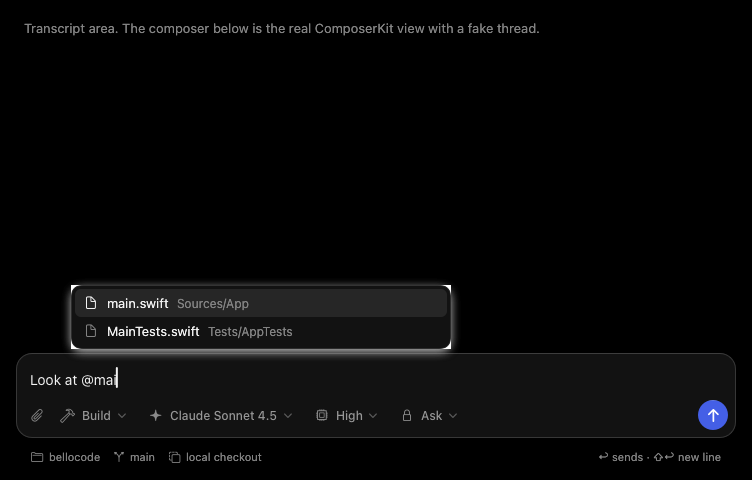 Transcript area. The composer below is the real ComposerKit view with a fake thread.
main.swift Sources/App
MainTests.swift Tests/AppTests
Look at @mai
Build Claude Sonnet 4.5 High Ask
bellocode main local checkout ↩ sends · ⇧↩ new line